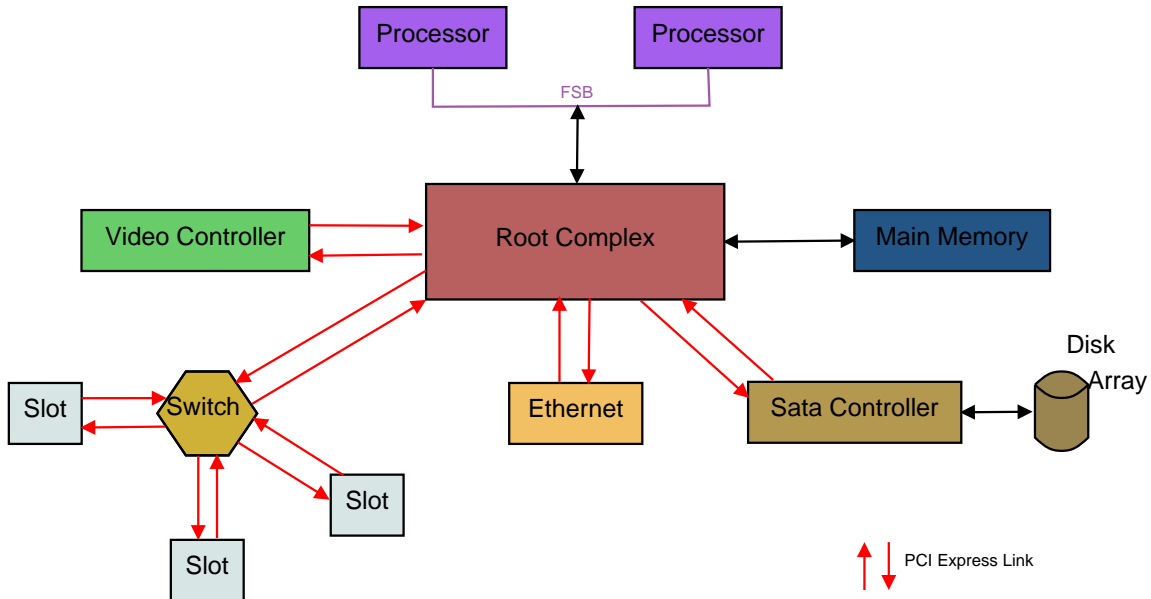 Processor
Processor
FSB
Video Controller
Root Complex
Main Memory
Disk
Array
Slot
Switch
Ethernet
Sata Controller
Slot
Slot
PCI Express Link